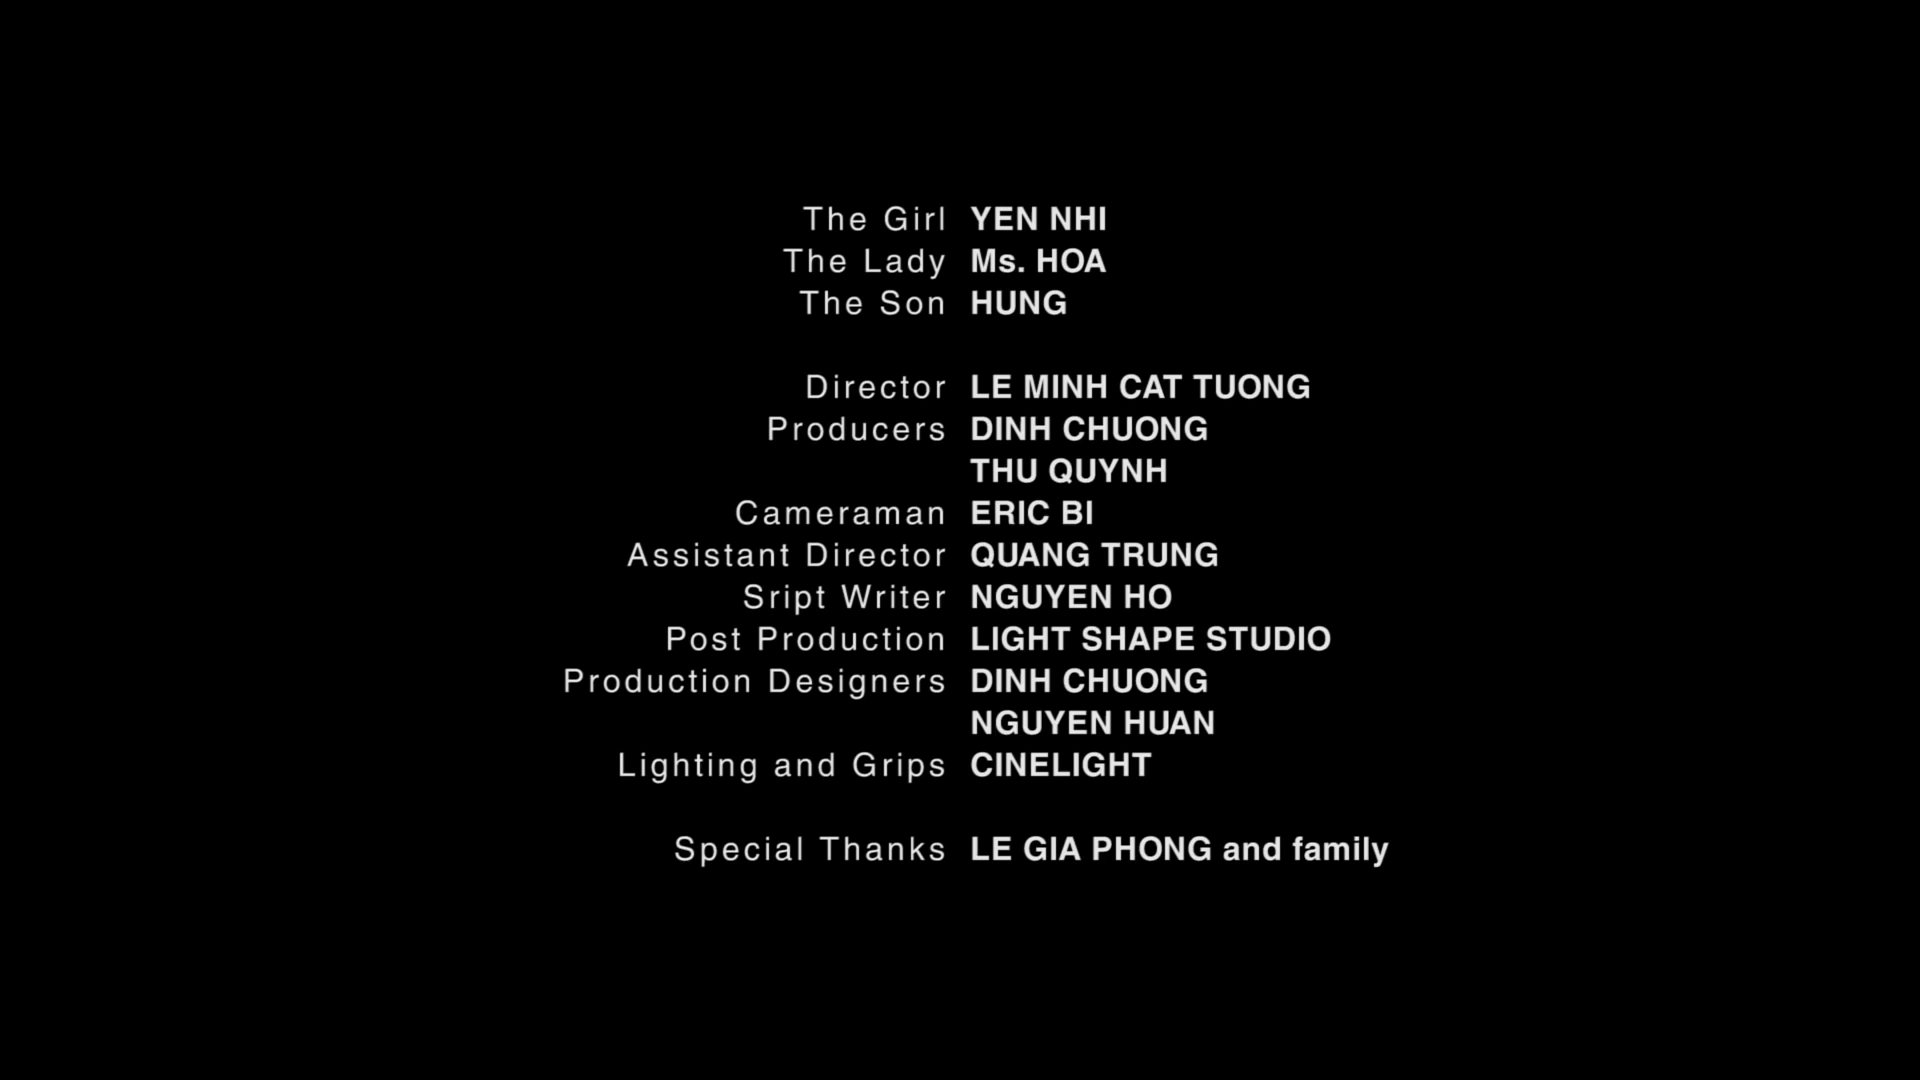 The Girl YEN NHI
The Lady Ms. HOA
The Son HUNG
Director LE MINH CAT TUONG
Producers DINH CHUONG
THU QUYNH
Cameraman ERIC BI
Assistant Director QUANG TRUNG
Sript Writer NGUYEN HO
Post Production LIGHT SHAPE STUDIO
Production Designers DINH CHUONG
NGUYEN HUAN
Lighting and Grips CINELIGHT
Special Thanks LE GIA PHONG and family